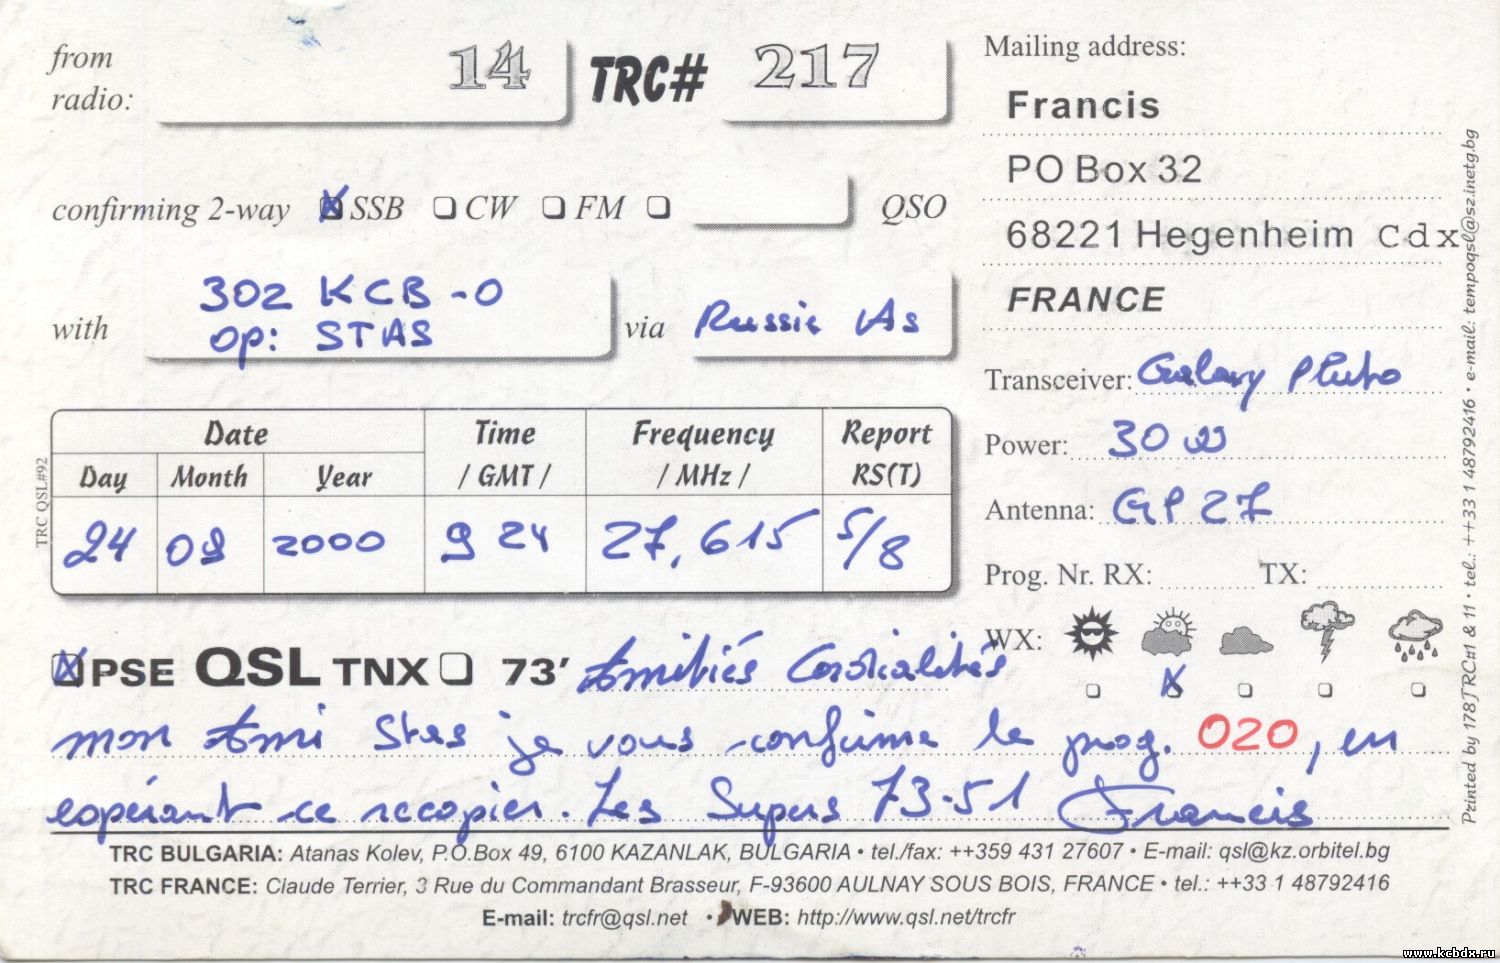 from
radio:
14 TRC# 217
confirming 2-way SSB CW FM QSO
302 KCB-0
with op: STAS via Russie As
Date Time Frequency Report
Day Month Year / GMT / / MHz / RS(T)
24 08 2000 9 24 27,615 5/8
TRC QSL#92
PSE QSL TNX 73' Amitiés Cordialités
mon Ami Stas je vous confirme le prog. 020, en
espérant ce recopier. Les Supers 73-51 Francis
Mailing address:
Francis
PO Box 32
68221 Hegenheim Cdx
FRANCE
Transceiver: Galaxy Pluto
Power: 30 W
Antenna: GP 27
Prog. Nr. RX: TX:
WX:
Printed by 178TRC#1 & 11 • tel.: ++33 1 48792416 • e-mail: tempoqsl@sz.inetg.bg
TRC BULGARIA: Atanas Kolev, P.O.Box 49, 6100 KAZANLAK, BULGARIA • tel./fax: ++359 431 27607 • E-mail: qsl@kz.orbitel.bg
TRC FRANCE: Claude Terrier, 3 Rue du Commandant Brasseur, F-93600 AULNAY SOUS BOIS, FRANCE • tel.: ++33 1 48792416
E-mail: trcfr@qsl.net • WEB: http://www.qsl.net/trcfr
www.kcbdx.ru